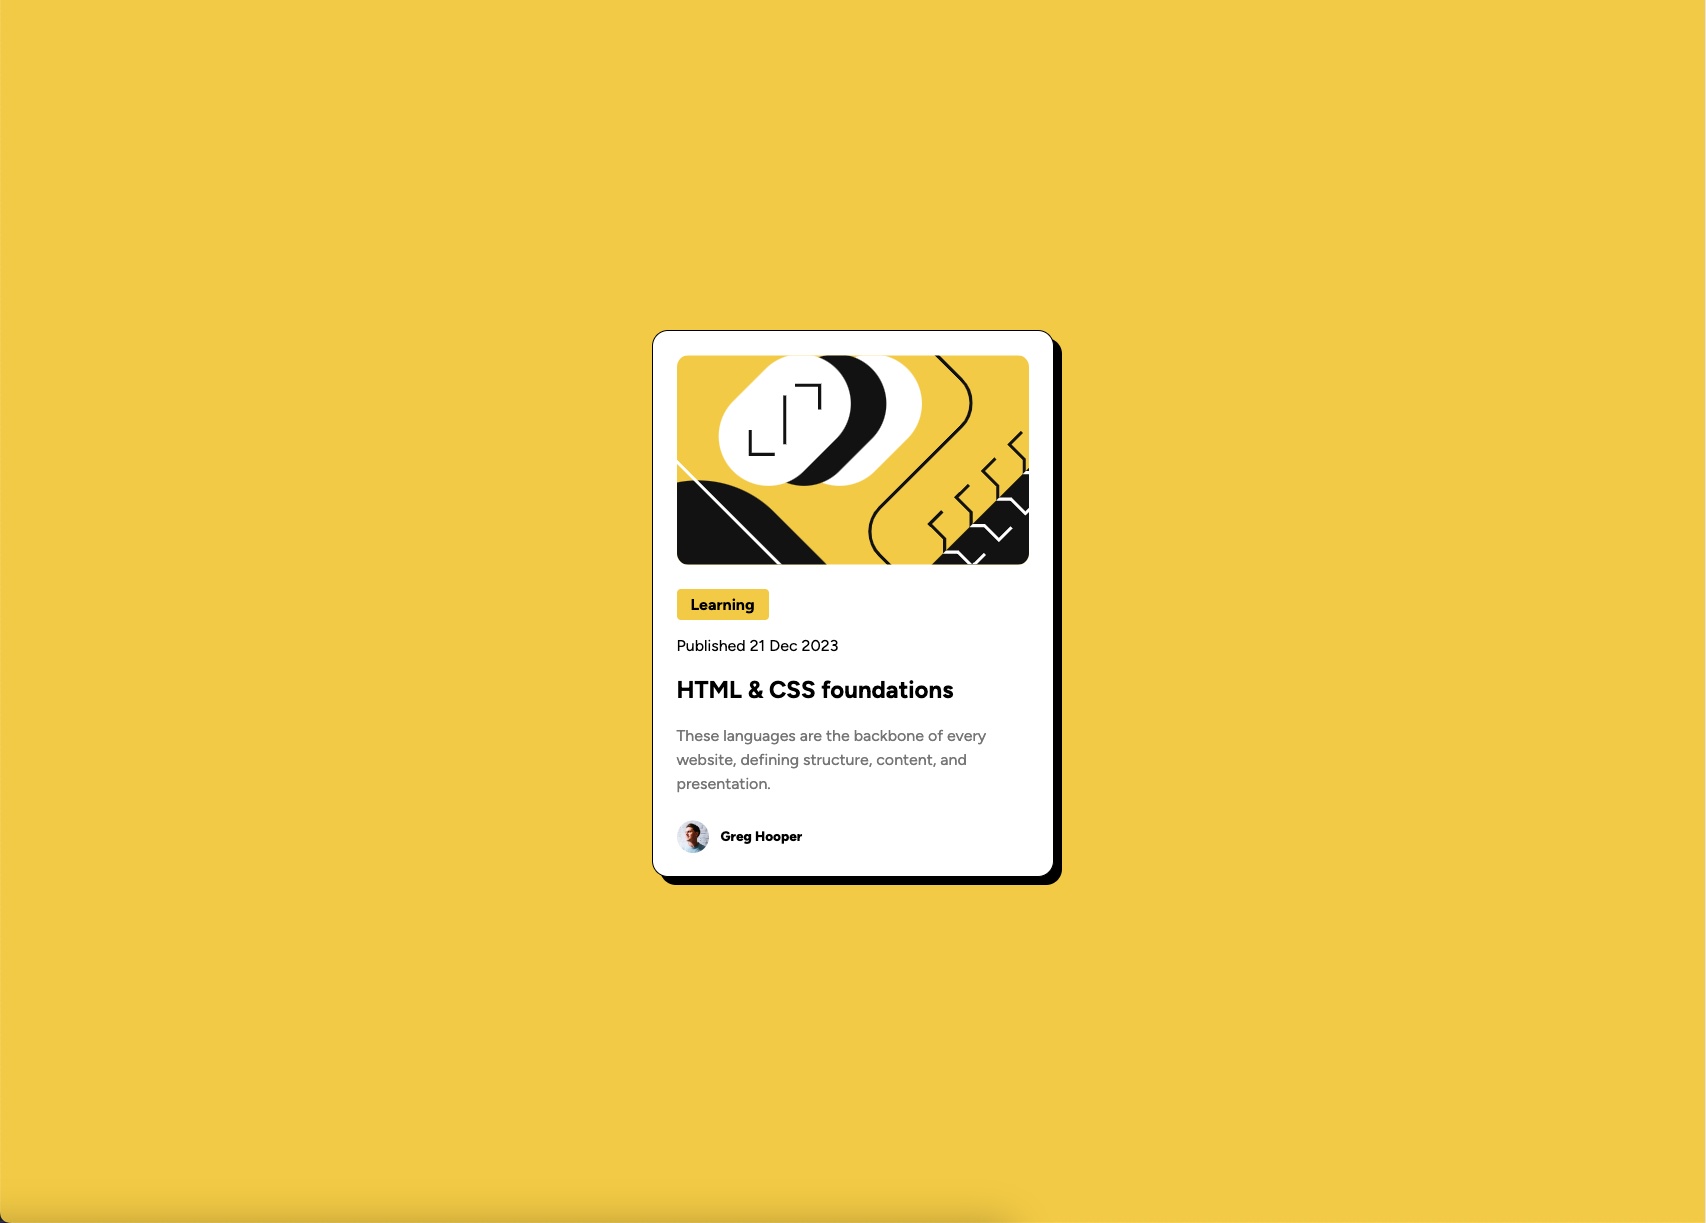 Learning
Published 21 Dec 2023
HTML & CSS foundations
These languages are the backbone of every
website, defining structure, content, and
presentation.
Greg Hooper